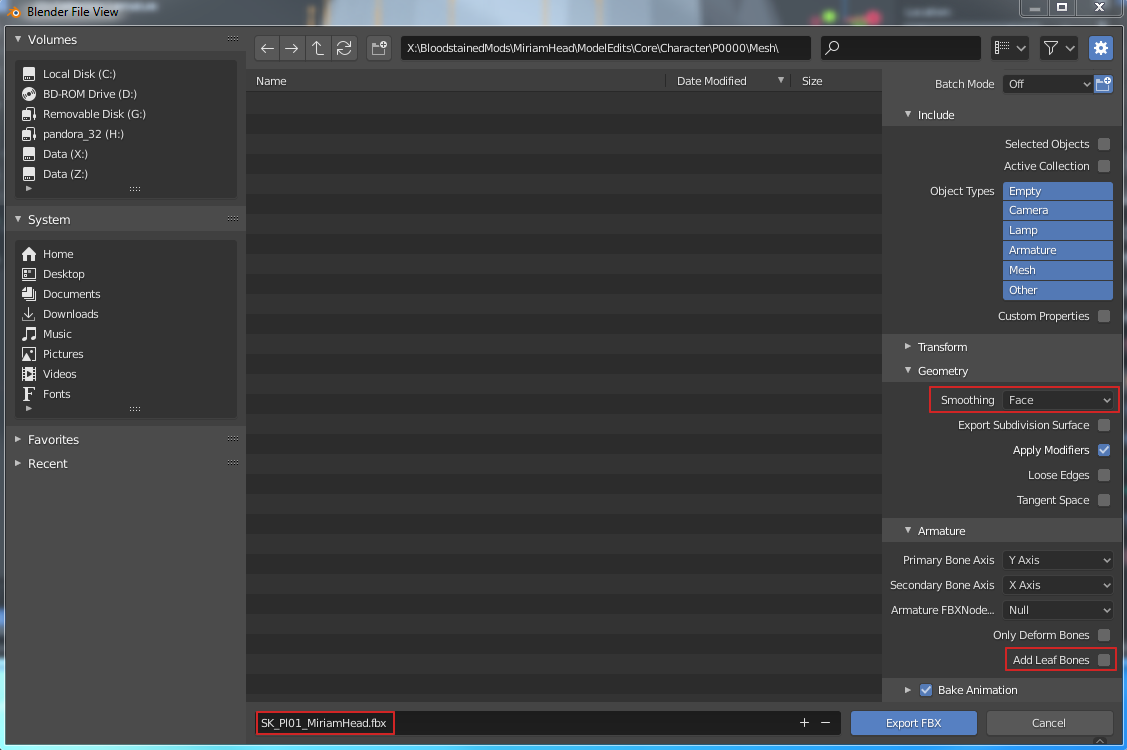 Blender File View
Volumes
Local Disk (C:)
BD-ROM Drive (D:)
Removable Disk (G:)
pandora_32 (H:)
Data (X:)
Data (Z:)
System
Home
Desktop
Documents
Downloads
Music
Pictures
Videos
Fonts
Favorites
Recent
X:\BloodstainedMods\MiriamHead\ModelEdits\Core\Character\P0000\Mesh\
Name Date Modified Size
SK_Pl01_MiriamHead.fbx
Batch Mode Off
Include
Selected Objects
Active Collection
Object Types Empty
Camera
Lamp
Armature
Mesh
Other
Custom Properties
Transform
Geometry
Smoothing Face
Export Subdivision Surface
Apply Modifiers
Loose Edges
Tangent Space
Armature
Primary Bone Axis Y Axis
Secondary Bone Axis X Axis
Armature FBXNode... Null
Only Deform Bones
Add Leaf Bones
Bake Animation
Export FBX Cancel